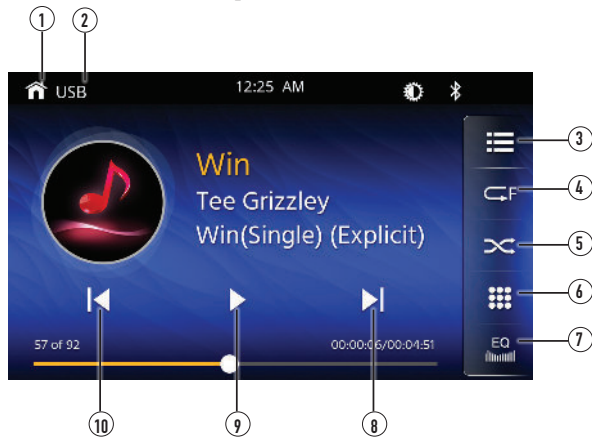 1 2
USB 12:25 AM
Win
Tee Grizzley
Win(Single) (Explicit)
57 of 92 00:00:06/00:04:51
3
F 4
5
6
EQ 7
10 9 8